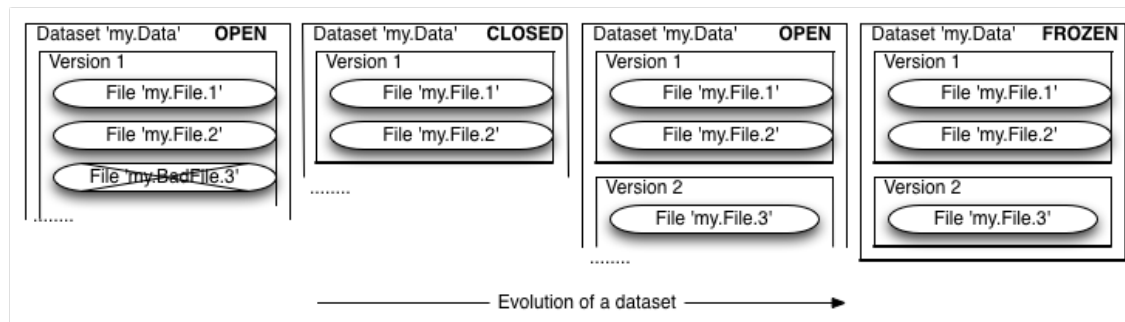 Dataset 'my.Data' OPEN
Version 1
File 'my.File.1'
File 'my.File.2'
File 'my.BadFile.3'
........
Dataset 'my.Data' CLOSED
Version 1
File 'my.File.1'
File 'my.File.2'
........
Dataset 'my.Data' OPEN
Version 1
File 'my.File.1'
File 'my.File.2'
Version 2
File 'my.File.3'
........
Dataset 'my.Data' FROZEN
Version 1
File 'my.File.1'
File 'my.File.2'
Version 2
File 'my.File.3'
Evolution of a dataset